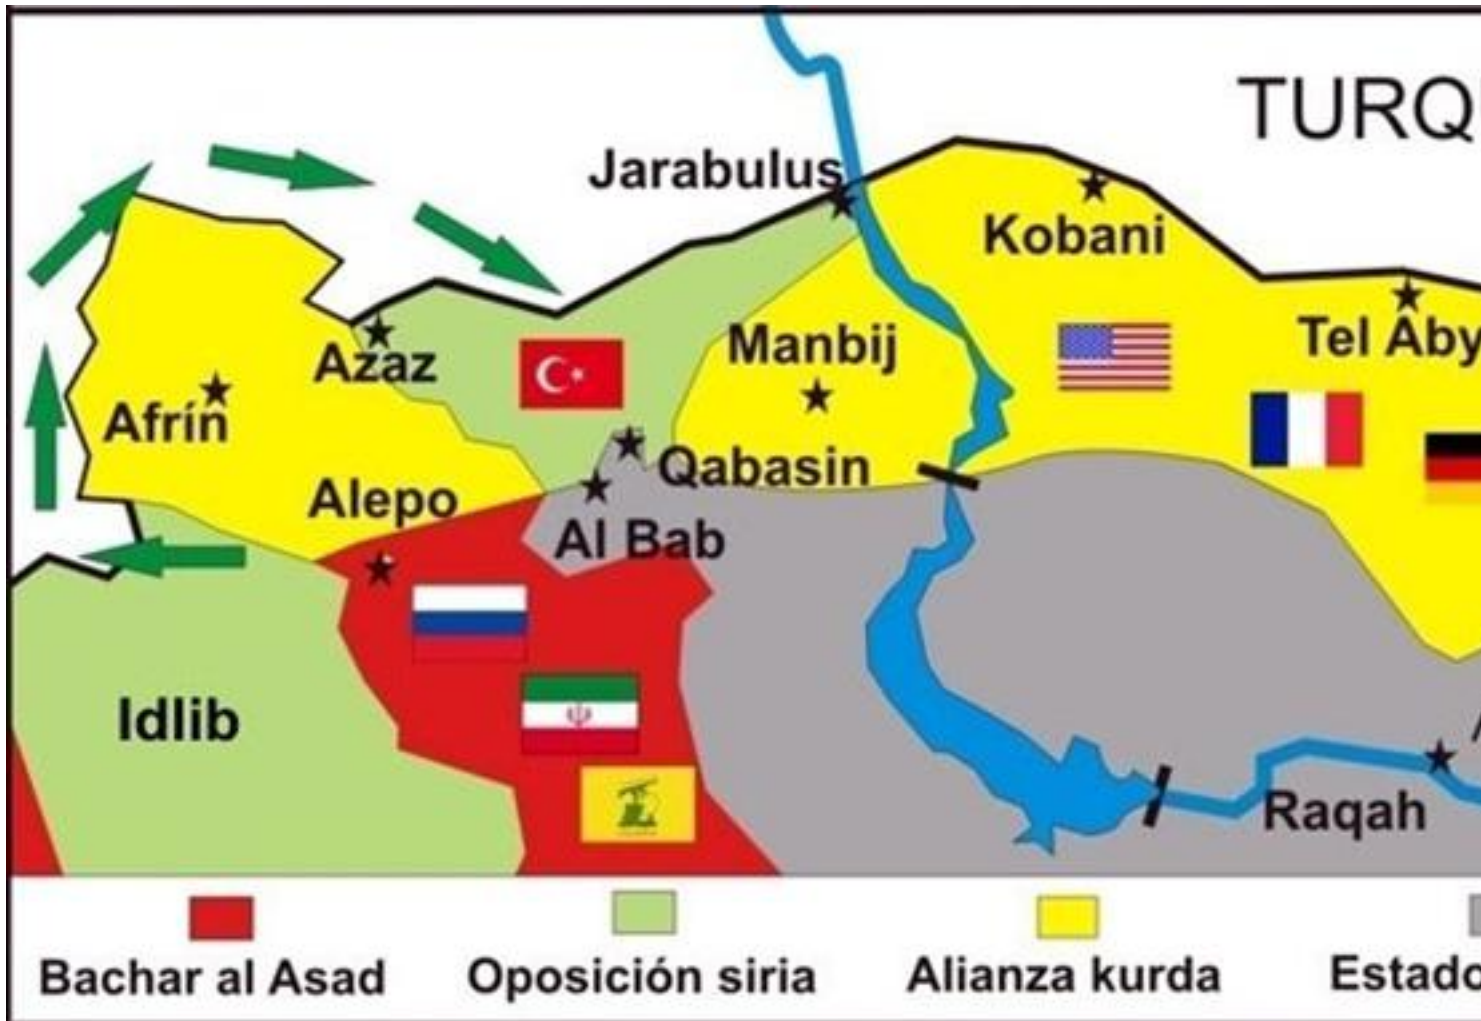 TURQ
Jarabulus
Kobani
Manbij
Tel Aby
Azaz
Afrín
Qabasin
Alepo
Al Bab
Idlib
Raqah
Bachar al Asad
Oposición siria
Alianza kurda
Estado